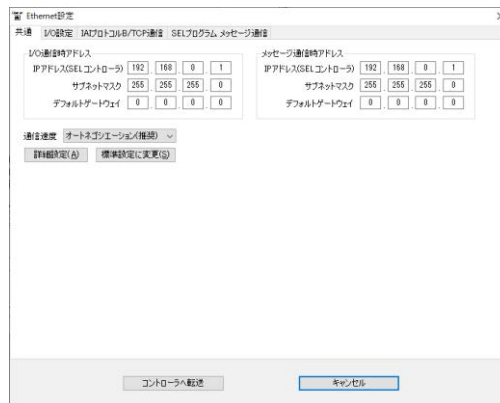 Ethernet設定
共通 I/O設定 IAIプロトコルB/TCP通信 SELプログラム メッセージ通信
I/O通信時アドレス
IPアドレス(SELコントローラ) 192 . 168 . 0 . 1
サブネットマスク 255 . 255 . 255 . 0
デフォルトゲートウェイ 0 . 0 . 0 . 0
メッセージ通信時アドレス
IPアドレス(SELコントローラ) 192 . 168 . 0 . 1
サブネットマスク 255 . 255 . 255 . 0
デフォルトゲートウェイ 0 . 0 . 0 . 0
通信速度 オートネゴシエーション(推奨)
詳細設定(A) 標準設定に変更(S)
コントローラへ転送 キャンセル